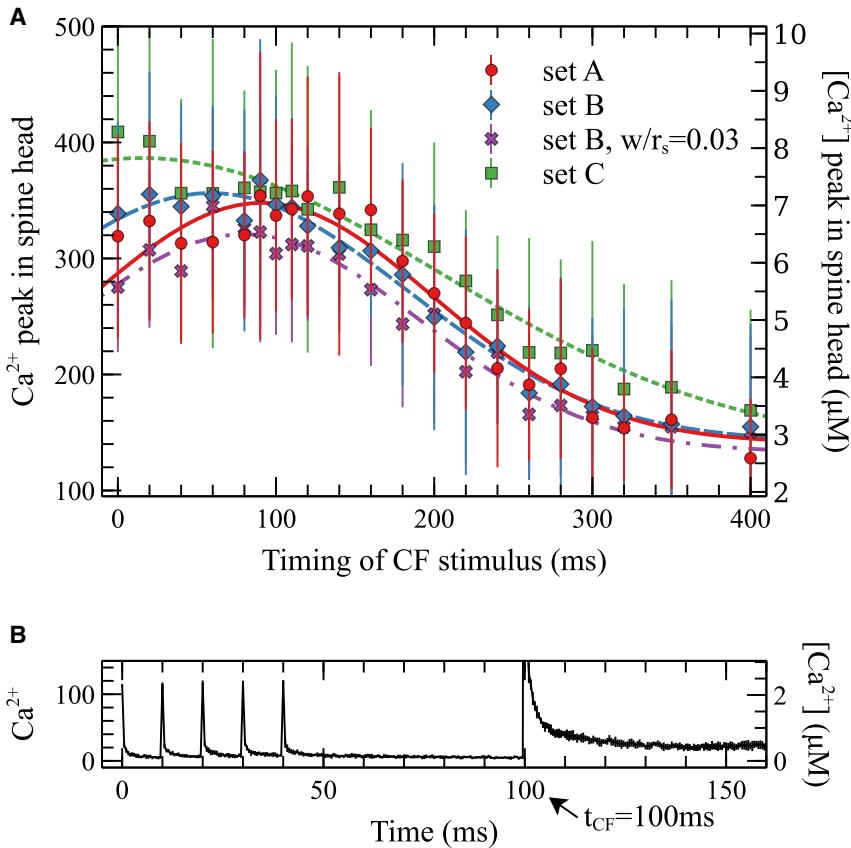 A
500
400
300
200
100
Ca²⁺ peak in spine head
10
9
8
7
6
5
4
3
2
[Ca²⁺] peak in spine head (μM)
set A
set B
set B, w/rₛ=0.03
set C
0 100 200 300 400
Timing of CF stimulus (ms)
B
100
0
Ca²⁺
2
0
[Ca²⁺] (μM)
0 50 100 150
t_CF=100ms
Time (ms)